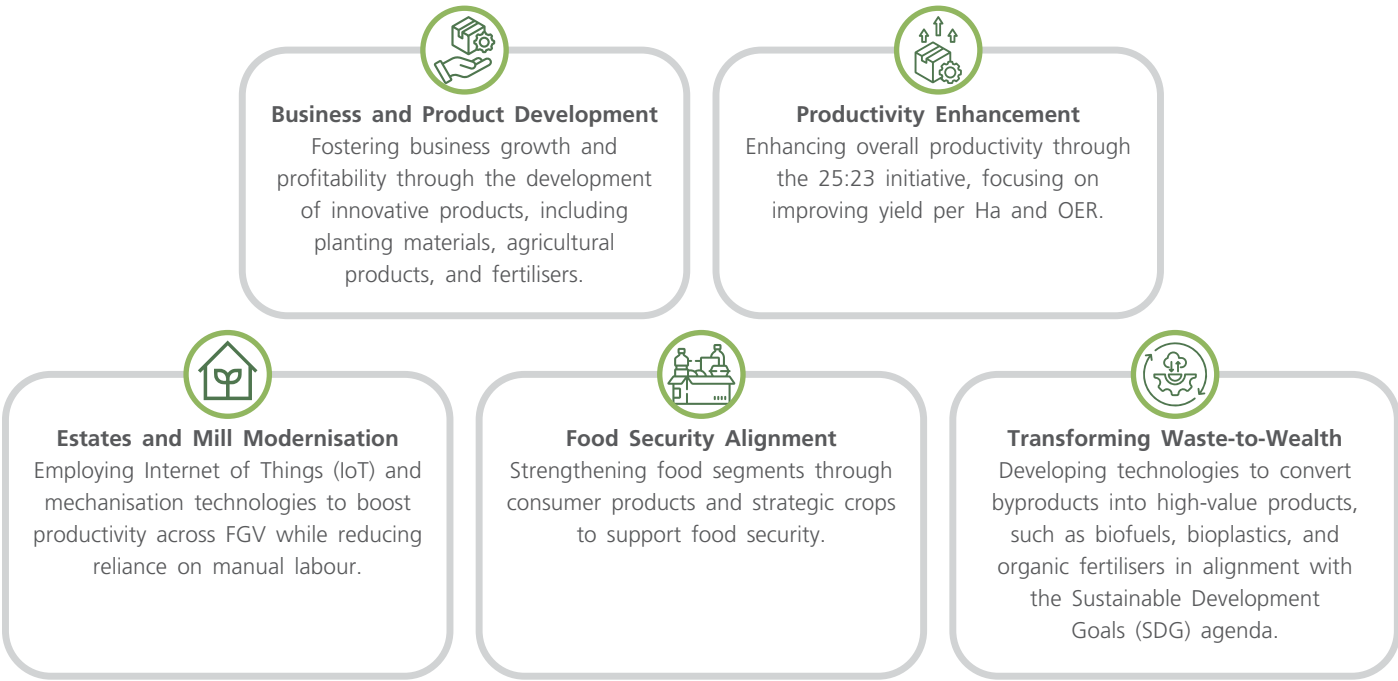 Business and Product Development
Fostering business growth and
profitability through the development
of innovative products, including
planting materials, agricultural
products, and fertilisers.
Productivity Enhancement
Enhancing overall productivity through
the 25:23 initiative, focusing on
improving yield per Ha and OER.
Estates and Mill Modernisation
Employing Internet of Things (IoT) and
mechanisation technologies to boost
productivity across FGV while reducing
reliance on manual labour.
Food Security Alignment
Strengthening food segments through
consumer products and strategic crops
to support food security.
Transforming Waste-to-Wealth
Developing technologies to convert
byproducts into high-value products,
such as biofuels, bioplastics, and
organic fertilisers in alignment with
the Sustainable Development
Goals (SDG) agenda.